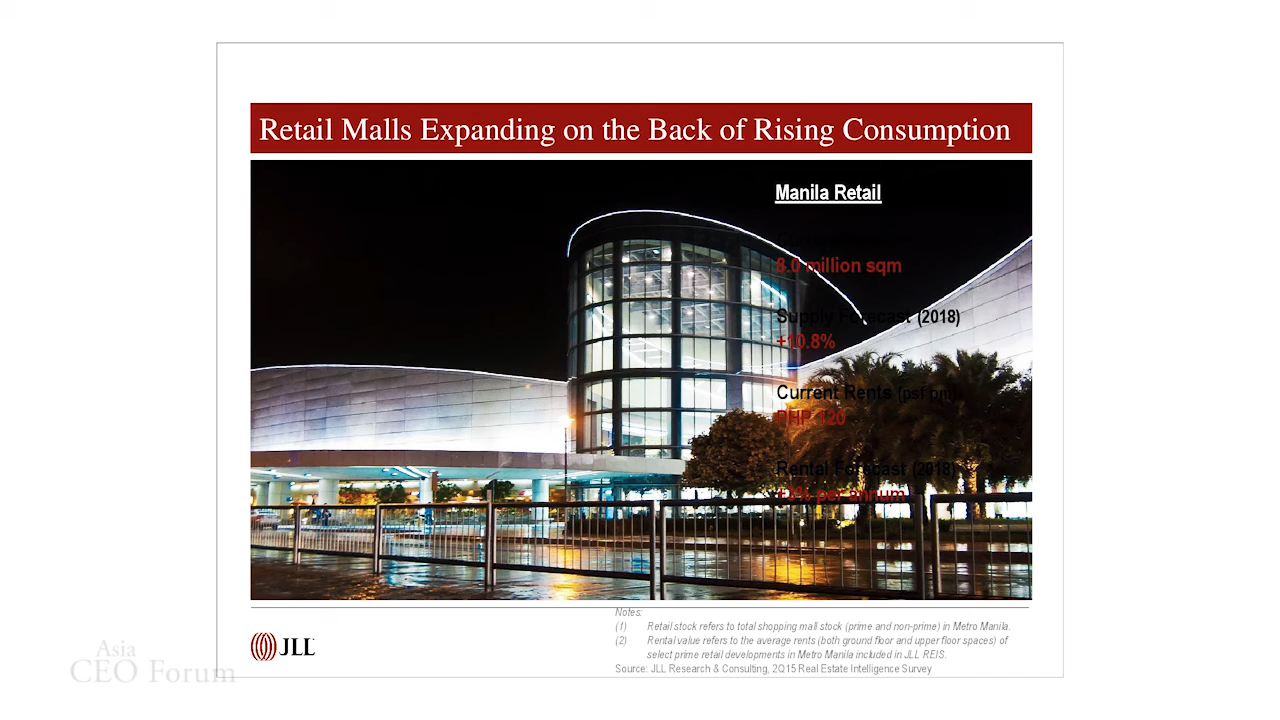 Retail Malls Expanding on the Back of Rising Consumption
Manila Retail
8.0 million sqm
Supply Forecast (2018)
+10.8%
Current Rents (psf pm)
PHP 120
Rental Forecast (2018)
+3% per annum
Notes:
(1) Retail stock refers to total shopping mall stock (prime and non-prime) in Metro Manila.
(2) Rental value refers to the average rents (both ground floor and upper floor spaces) of
select prime retail developments in Metro Manila included in JLL REIS.
Source: JLL Research & Consulting, 2Q15 Real Estate Intelligence Survey
JLL
Asia
CEO Forum